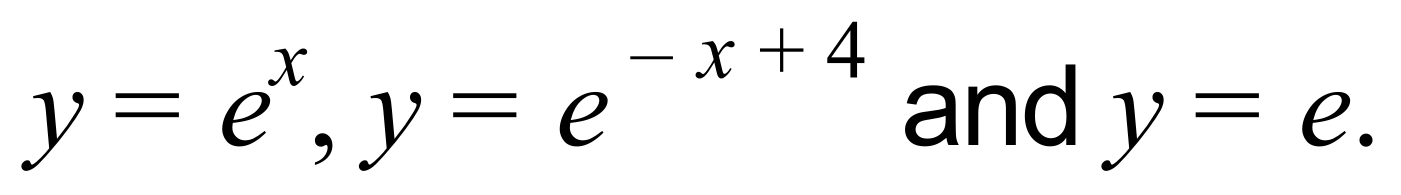 y = e^x, y = e^{-x+4} and y = e.